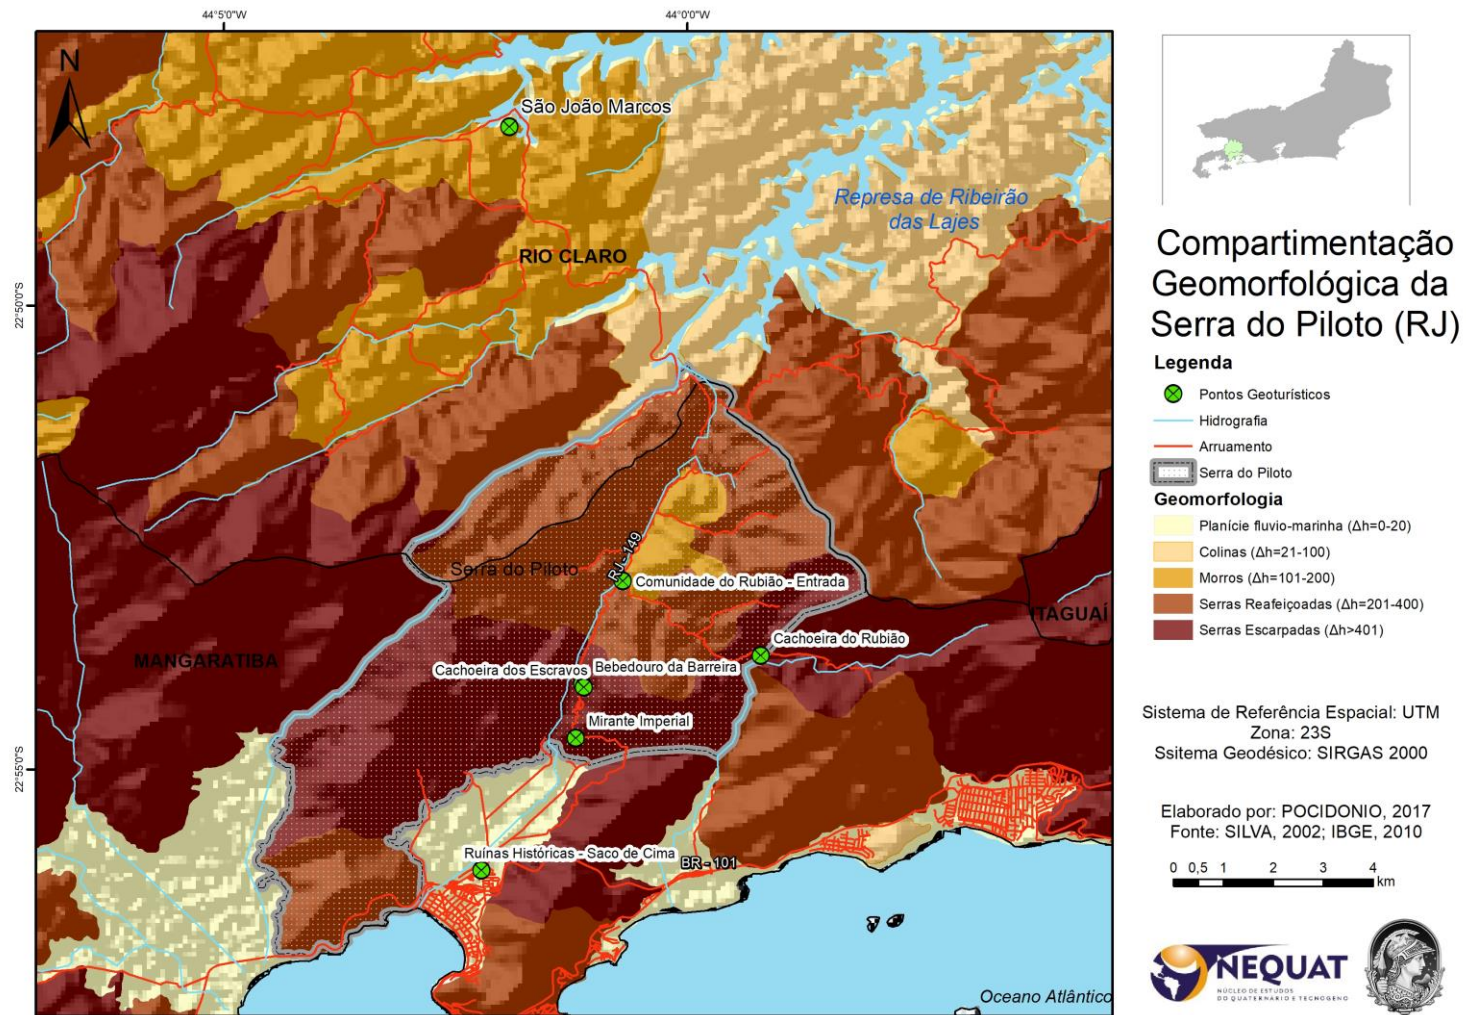 44°5'0"W
44°0'0"W
N
São João Marcos
Represa de Ribeirão
das Lajes
RIO CLARO
22°50'0"S
RJ - 149
Serra do Piloto
Comunidade do Rubião - Entrada
ITAGUAÍ
Cachoeira do Rubião
MANGARATIBA
Cachoeira dos Escravos
Bebedouro da Barreira
Mirante Imperial
22°55'0"S
Ruínas Históricas - Saco de Cima
BR - 101
Oceano Atlântico
Compartimentação
Geomorfológica da
Serra do Piloto (RJ)
Legenda
Pontos Geoturísticos
Hidrografia
Arruamento
Serra do Piloto
Geomorfologia
Planície fluvio-marinha (Δh=0-20)
Colinas (Δh=21-100)
Morros (Δh=101-200)
Serras Reafeiçoadas (Δh=201-400)
Serras Escarpadas (Δh>401)
Sistema de Referência Espacial: UTM
Zona: 23S
Ssitema Geodésico: SIRGAS 2000
Elaborado por: POCIDONIO, 2017
Fonte: SILVA, 2002; IBGE, 2010
0 0,5 1 2 3 4
km
NEQUAT
NÚCLEO DE ESTUDOS
DO QUATERNÁRIO E TECNÓGENO